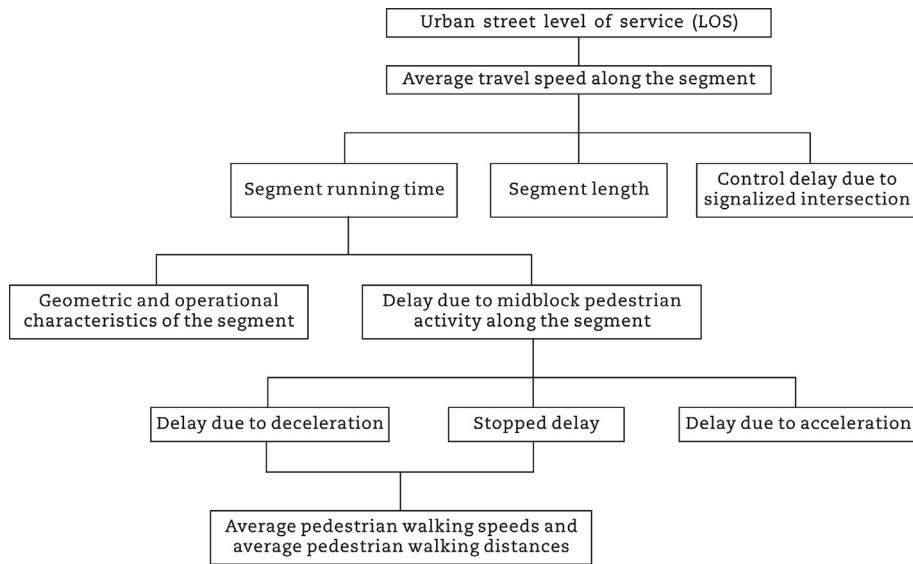 Urban street level of service (LOS)
Average travel speed along the segment
Segment running time
Segment length
Control delay due to
signalized intersection
Geometric and operational
characteristics of the segment
Delay due to midblock pedestrian
activity along the segment
Delay due to deceleration
Stopped delay
Delay due to acceleration
Average pedestrian walking speeds and
average pedestrian walking distances